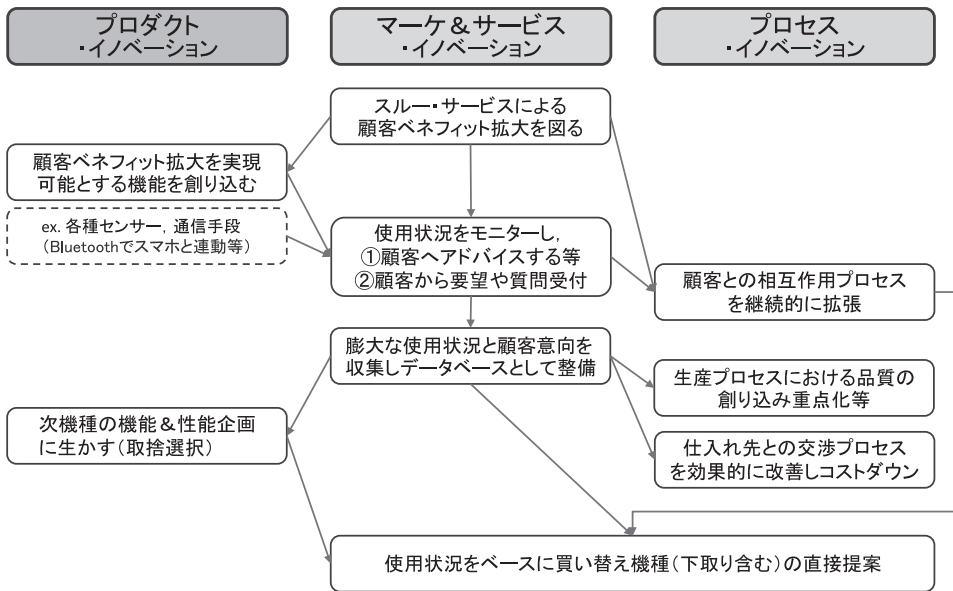 プロダクト
・イノベーション
マーケ＆サービス
・イノベーション
プロセス
・イノベーション
スルー・サービスによる
顧客ベネフィット拡大を図る
顧客ベネフィット拡大を実現
可能とする機能を創り込む
ex. 各種センサー，通信手段
（Bluetoothでスマホと連動等）
使用状況をモニターし，
①顧客へアドバイスする等
②顧客から要望や質問受付
顧客との相互作用プロセス
を継続的に拡張
膨大な使用状況と顧客意向を
収集しデータベースとして整備
生産プロセスにおける品質の
創り込み重点化等
次機種の機能＆性能企画
に生かす（取捨選択）
仕入れ先との交渉プロセス
を効果的に改善しコストダウン
使用状況をベースに買い替え機種（下取り含む）の直接提案